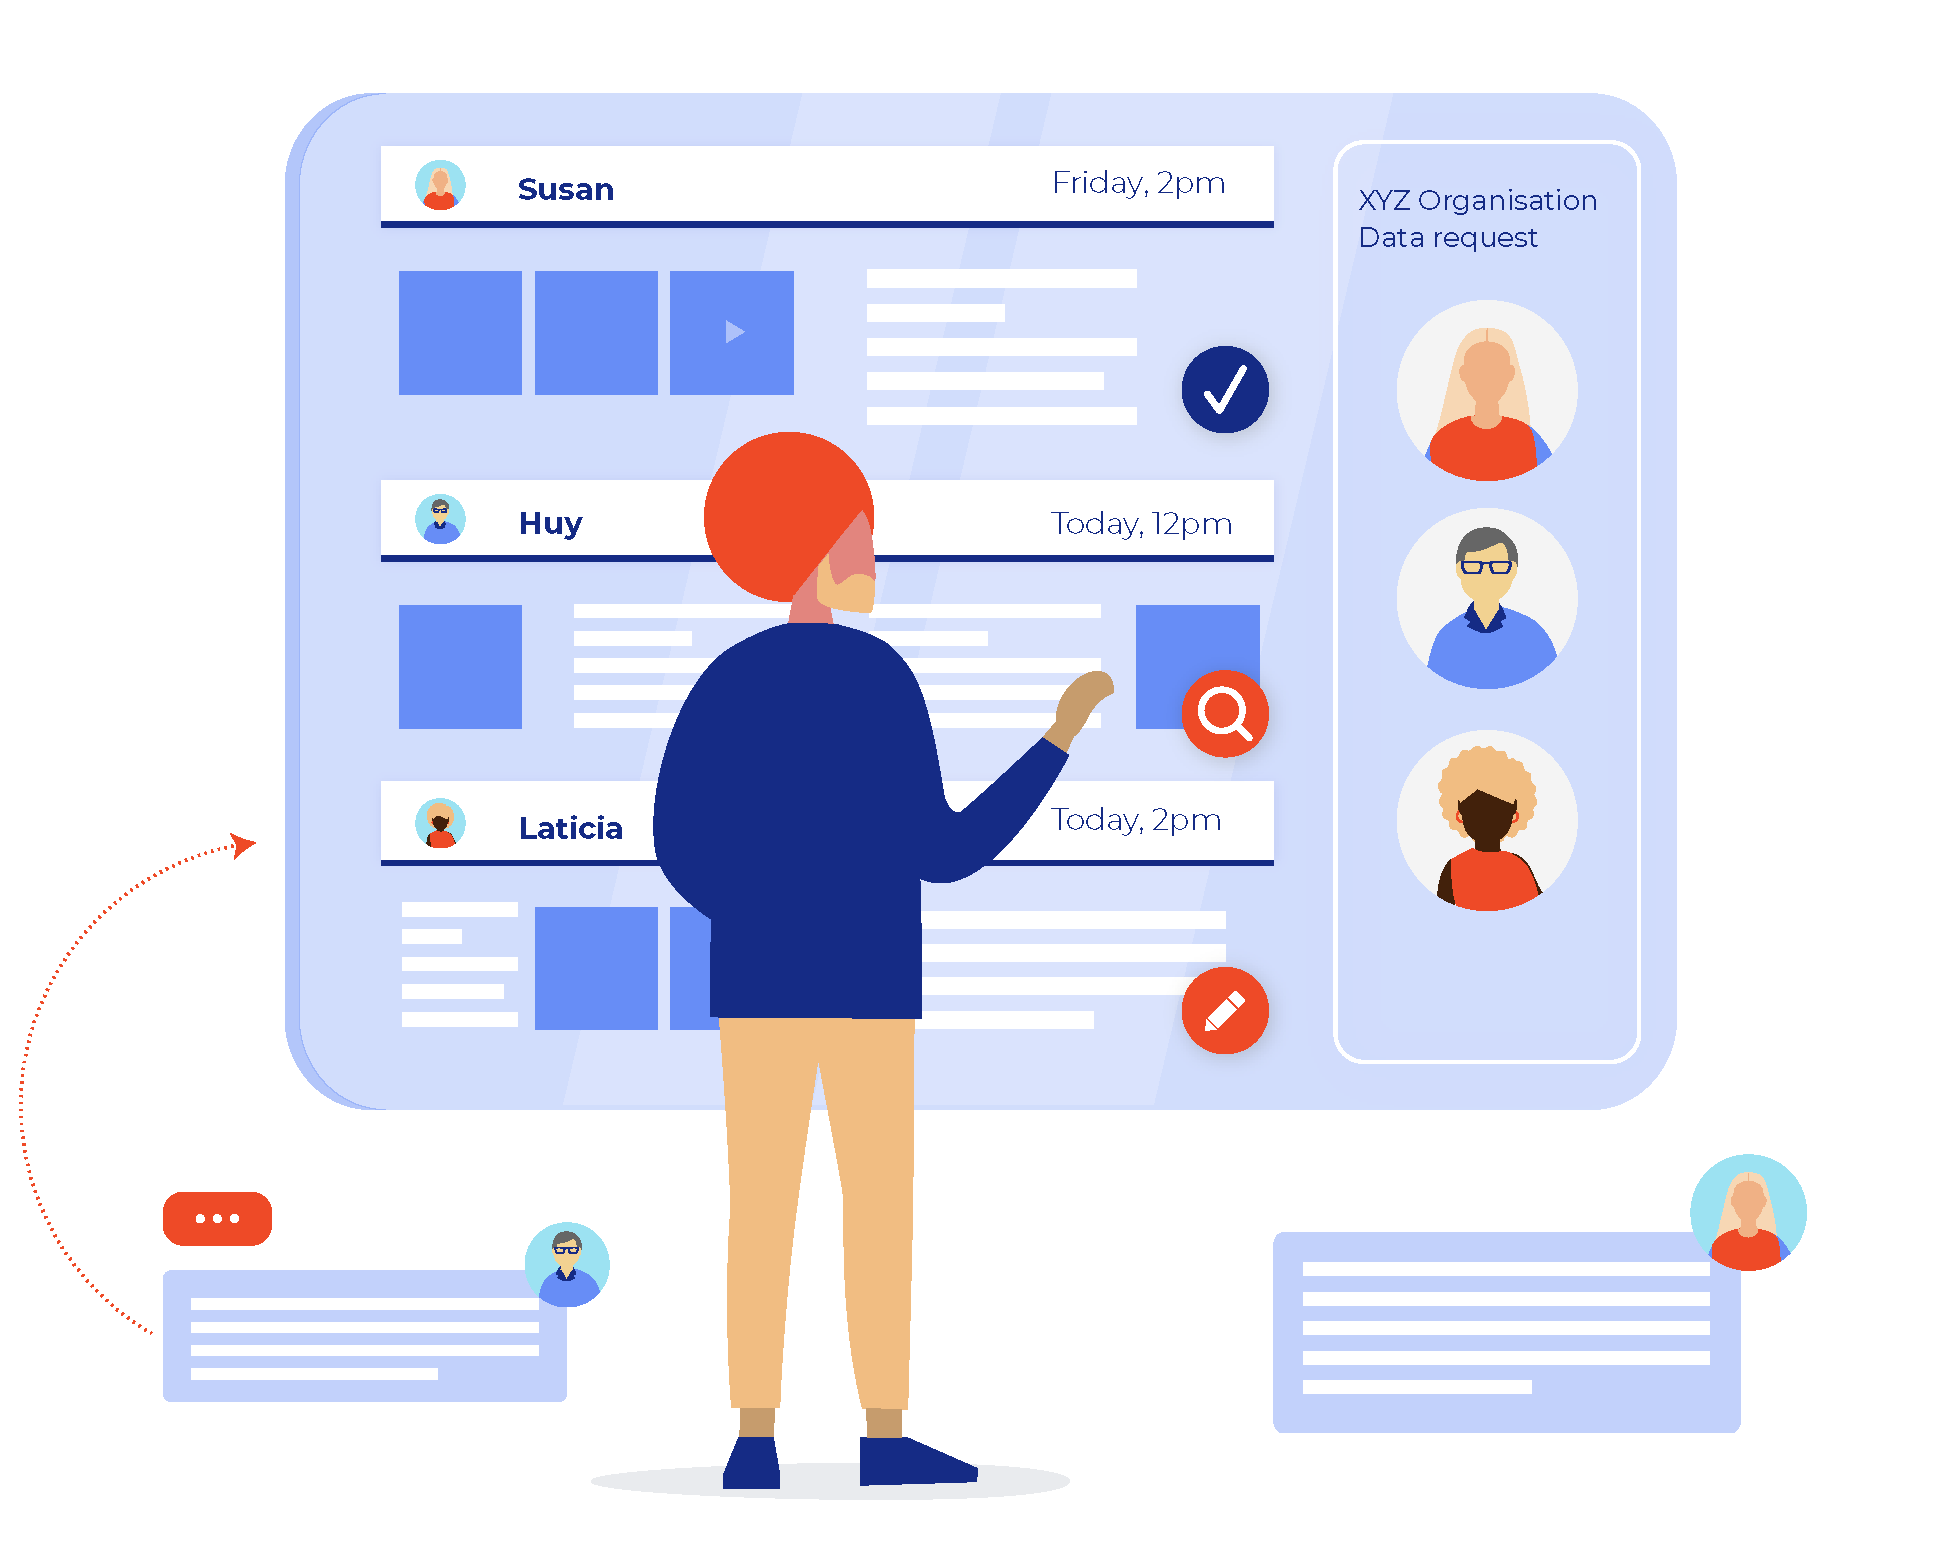 Susan
Friday, 2pm
XYZ Organisation
Data request
Huy
Today, 12pm
Laticia
Today, 2pm